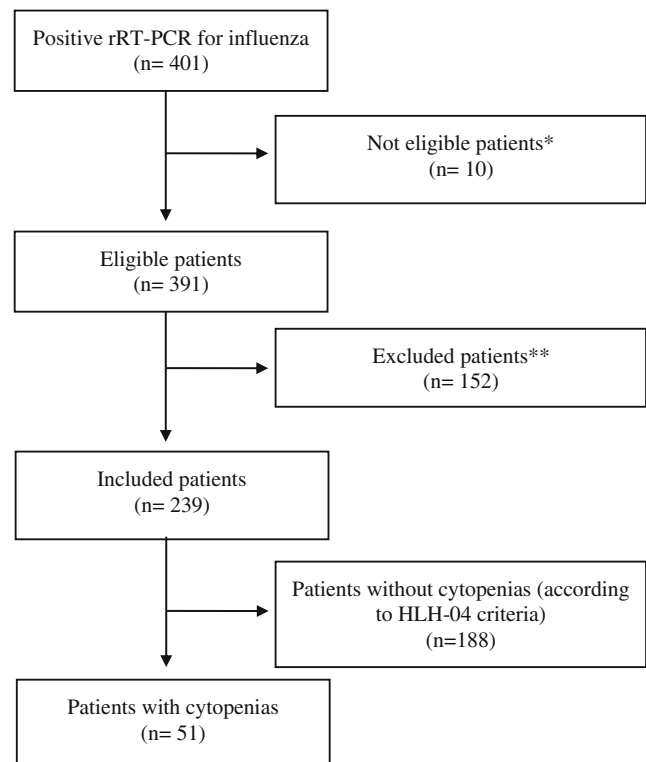 Positive rRT-PCR for influenza
(n= 401)
Not eligible patients*
(n= 10)
Eligible patients
(n= 391)
Excluded patients**
(n= 152)
Included patients
(n= 239)
Patients without cytopenias (according
to HLH-04 criteria)
(n=188)
Patients with cytopenias
(n= 51)